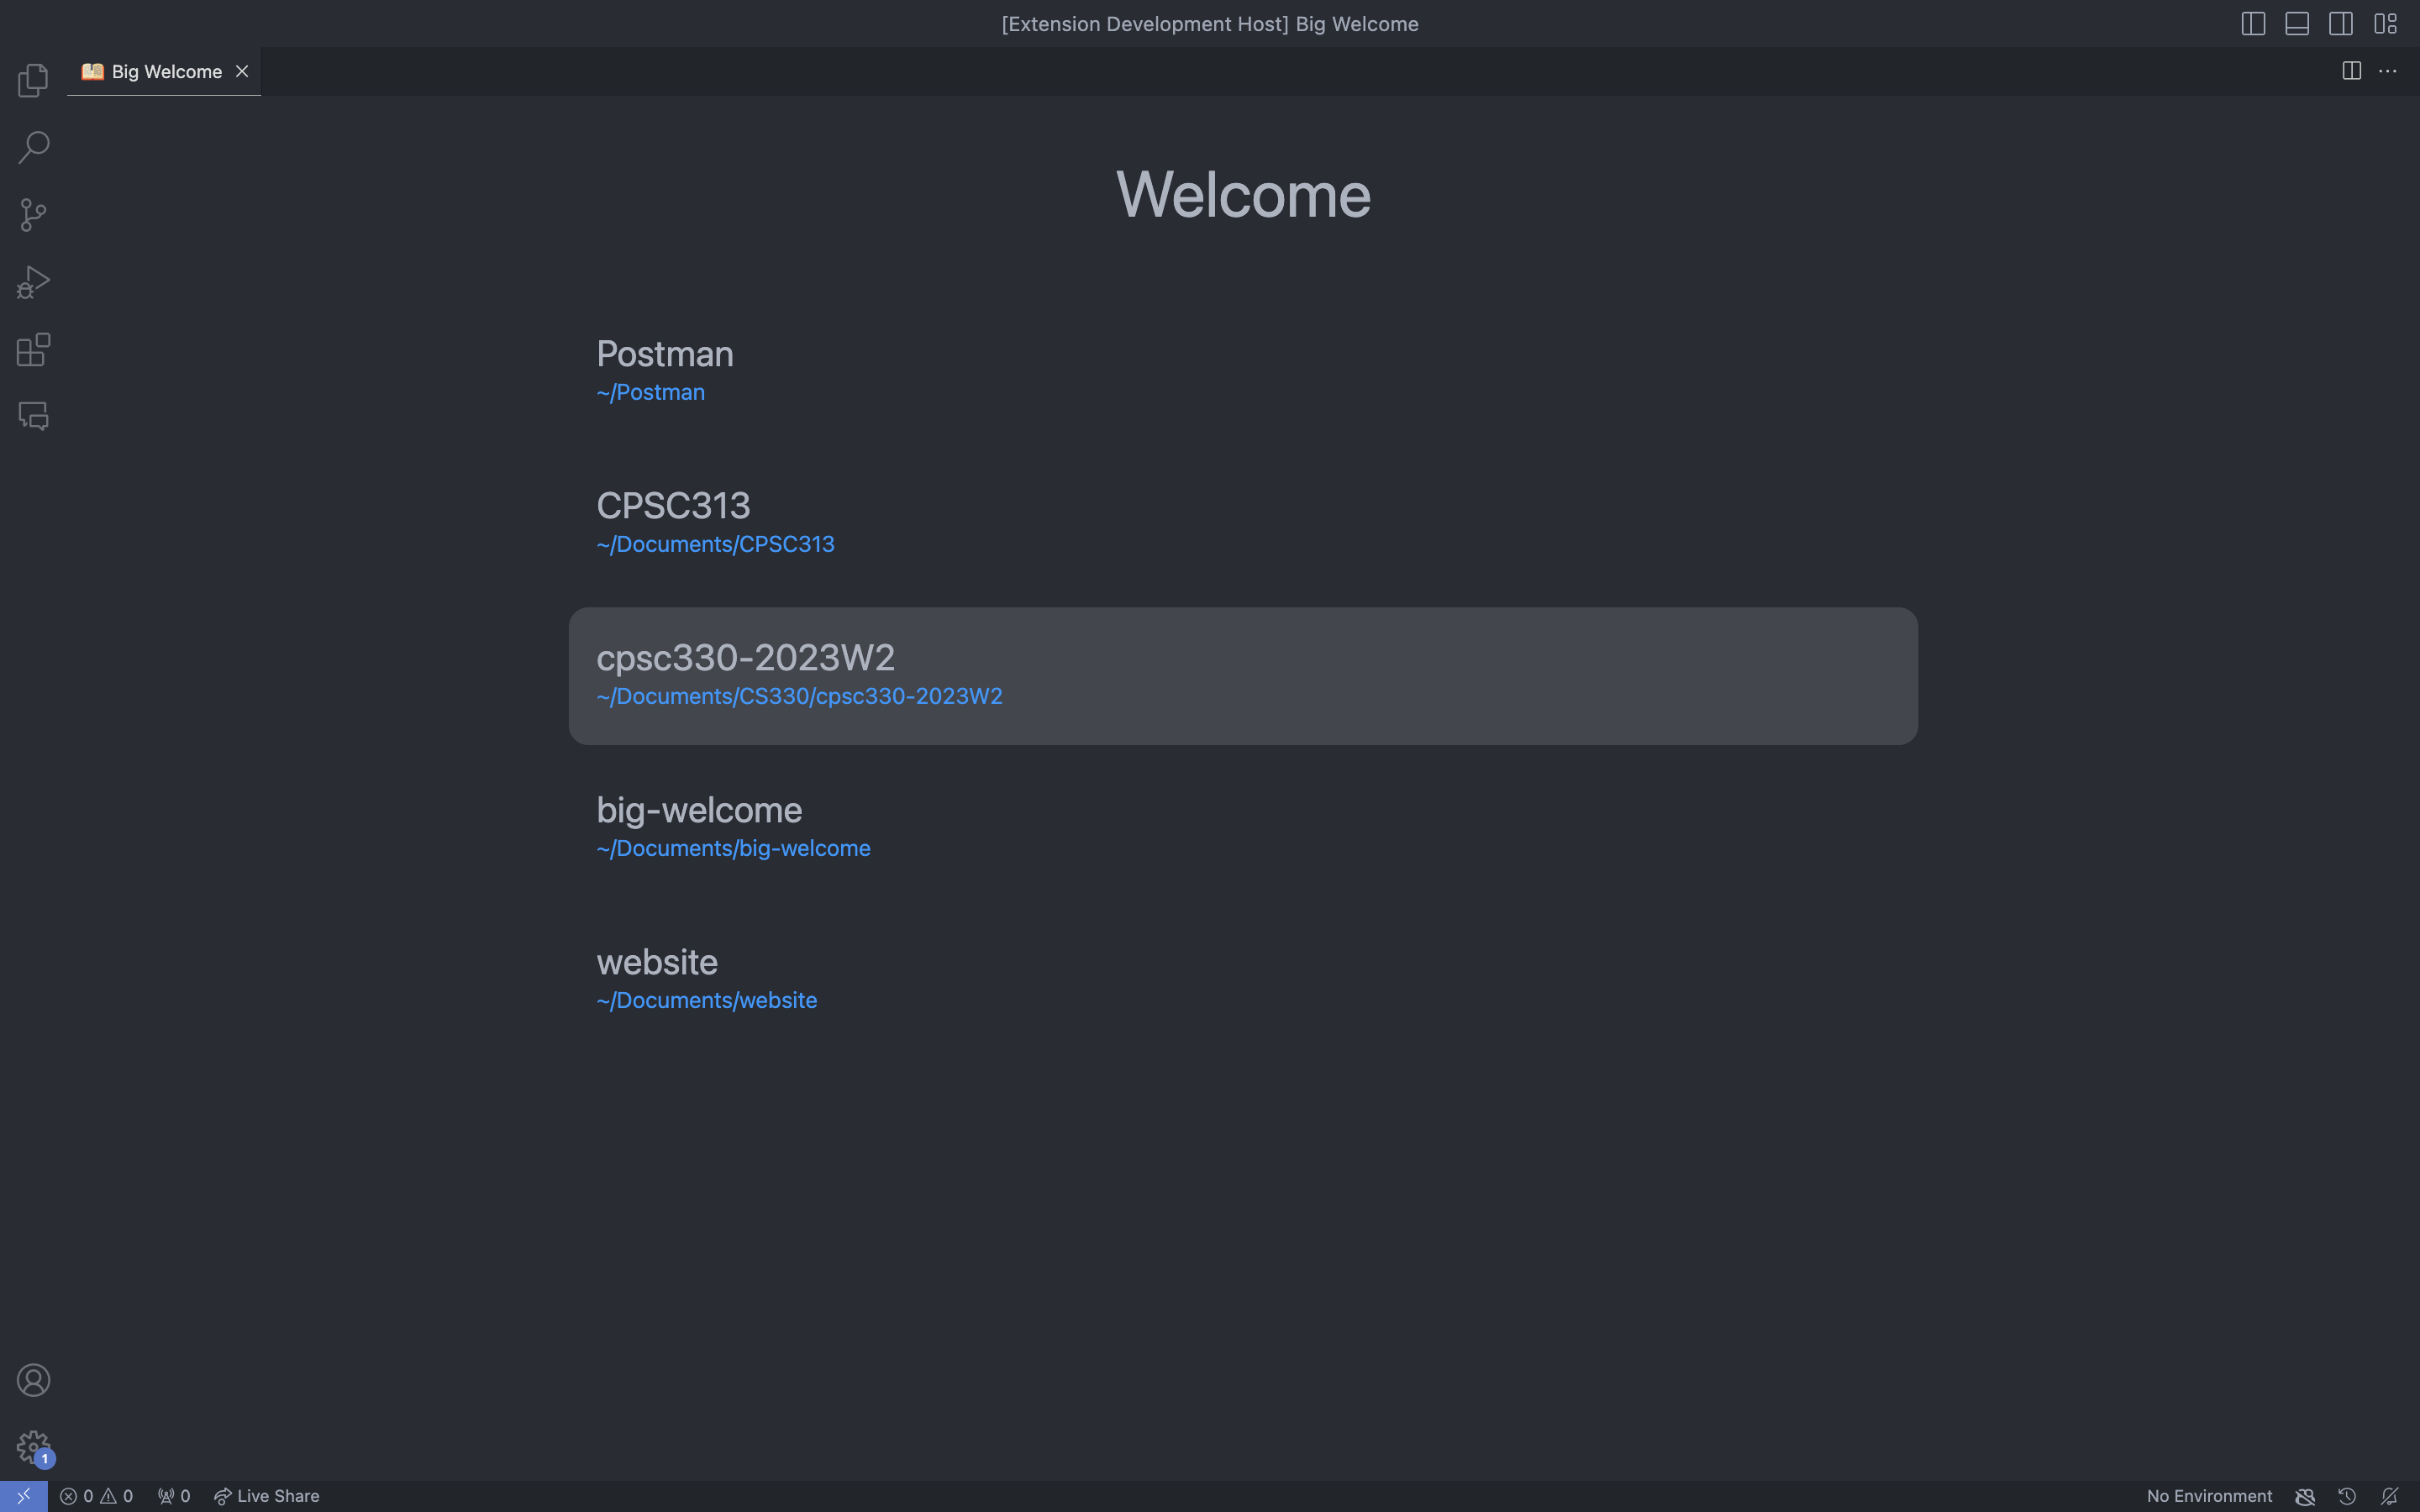 [Extension Development Host] Big Welcome
Big Welcome
Welcome
Postman
~/Postman
CPSC313
~/Documents/CPSC313
cpsc330-2023W2
~/Documents/CS330/cpsc330-2023W2
big-welcome
~/Documents/big-welcome
website
~/Documents/website
1
0 0 0 Live Share No Environment